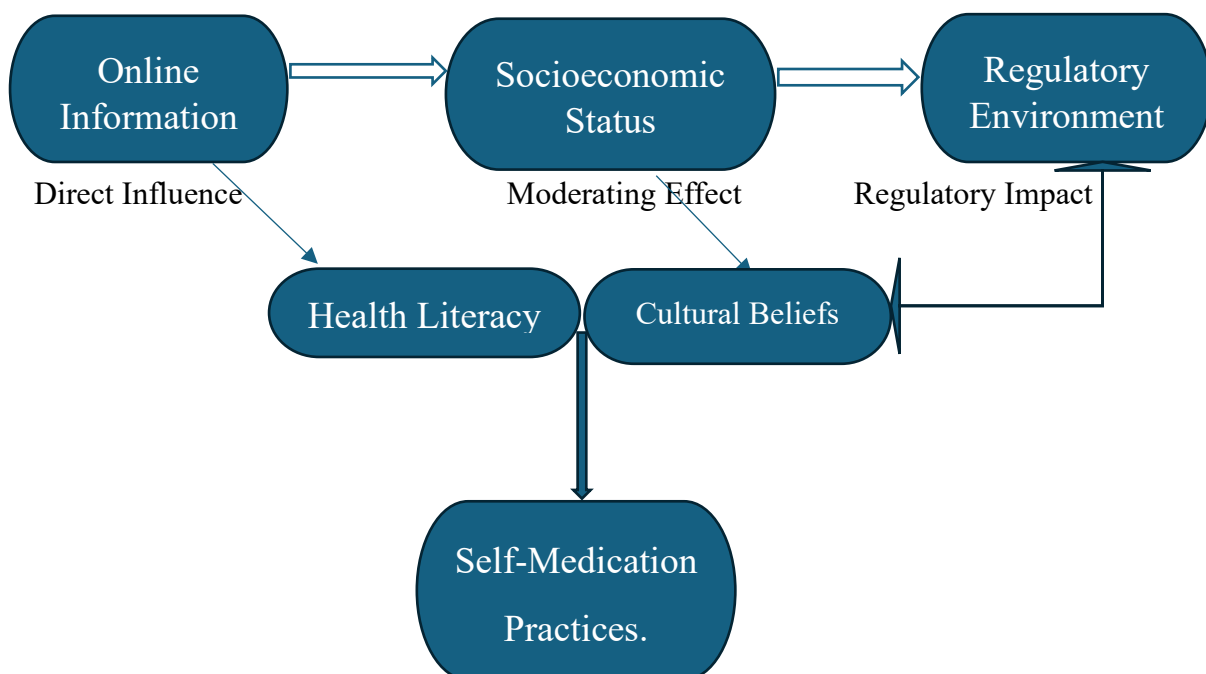 Online
Information
Socioeconomic
Status
Regulatory
Environment
Direct Influence
Moderating Effect
Regulatory Impact
Health Literacy
Cultural Beliefs
Self-Medication
Practices.